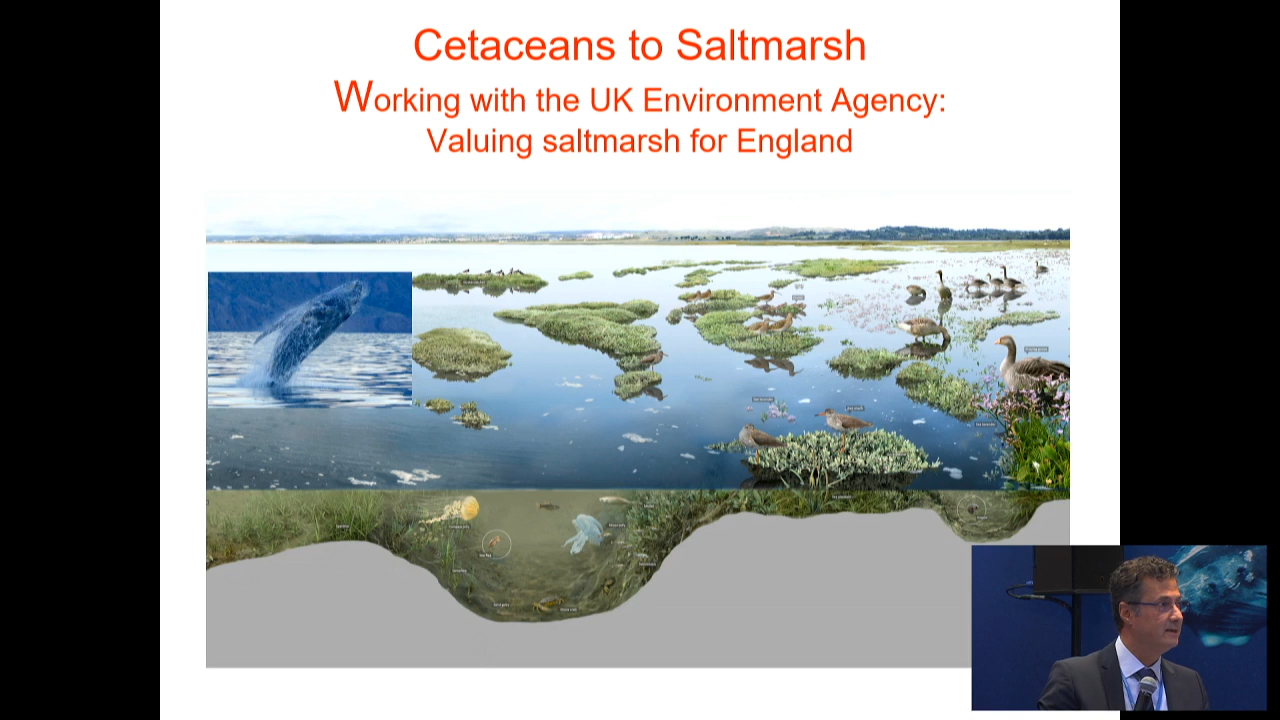 Cetaceans to Saltmarsh
Working with the UK Environment Agency:
Valuing saltmarsh for England